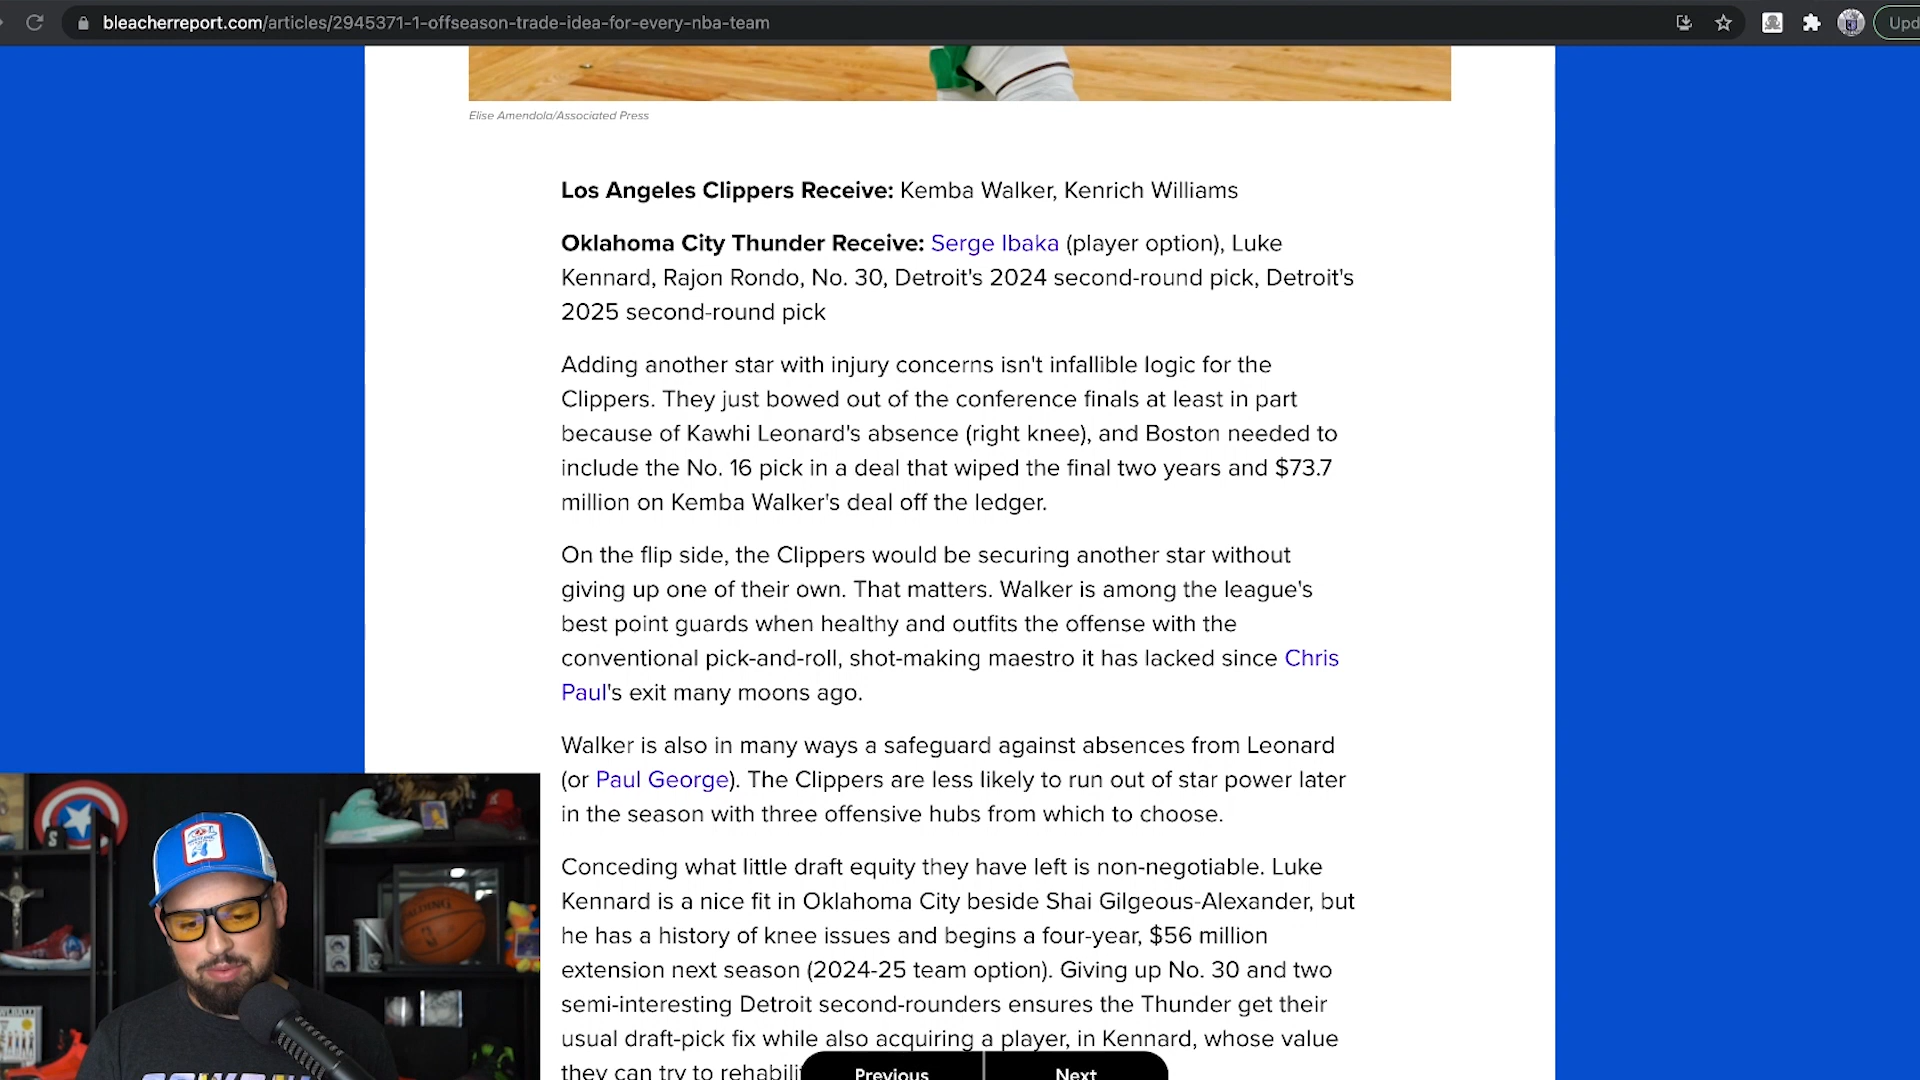 bleacherreport.com/articles/2945371-1-offseason-trade-idea-for-every-nba-team
Upd
Elise Amendola/Associated Press
Los Angeles Clippers Receive: Kemba Walker, Kenrich Williams
Oklahoma City Thunder Receive: Serge Ibaka (player option), Luke
Kennard, Rajon Rondo, No. 30, Detroit's 2024 second-round pick, Detroit's
2025 second-round pick
Adding another star with injury concerns isn't infallible logic for the
Clippers. They just bowed out of the conference finals at least in part
because of Kawhi Leonard's absence (right knee), and Boston needed to
include the No. 16 pick in a deal that wiped the final two years and $73.7
million on Kemba Walker's deal off the ledger.
On the flip side, the Clippers would be securing another star without
giving up one of their own. That matters. Walker is among the league's
best point guards when healthy and outfits the offense with the
conventional pick-and-roll, shot-making maestro it has lacked since Chris
Paul's exit many moons ago.
Walker is also in many ways a safeguard against absences from Leonard
(or Paul George). The Clippers are less likely to run out of star power later
in the season with three offensive hubs from which to choose.
Conceding what little draft equity they have left is non-negotiable. Luke
Kennard is a nice fit in Oklahoma City beside Shai Gilgeous-Alexander, but
he has a history of knee issues and begins a four-year, $56 million
extension next season (2024-25 team option). Giving up No. 30 and two
semi-interesting Detroit second-rounders ensures the Thunder get their
usual draft-pick fix while also acquiring a player, in Kennard, whose value
they can try to rehabili
Previous
Next
SPALDING